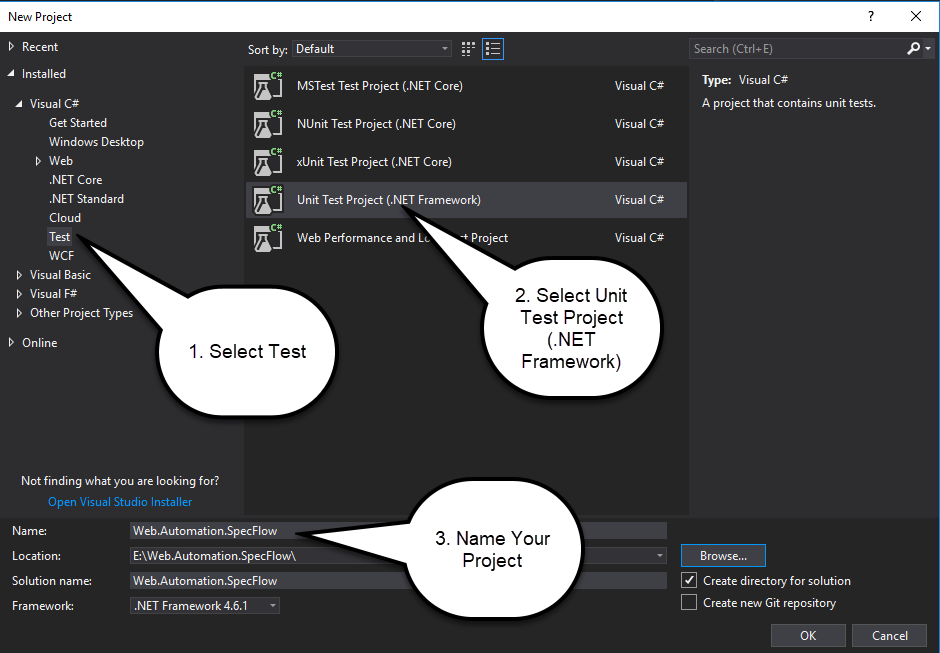 New Project
?
Recent
Installed
Visual C#
Get Started
Windows Desktop
Web
.NET Core
.NET Standard
Cloud
Test
WCF
Visual Basic
Visual F#
Other Project Types
Online
Not finding what you are looking for?
Open Visual Studio Installer
Sort by: Default
C# MSTest Test Project (.NET Core) Visual C#
C# NUnit Test Project (.NET Core) Visual C#
C# xUnit Test Project (.NET Core) Visual C#
C# Unit Test Project (.NET Framework) Visual C#
C# Web Performance and Project Visual C#
Search (Ctrl+E)
Type: Visual C#
A project that contains unit tests.
1. Select Test
2. Select Unit
Test Project
(.NET
Framework)
3. Name Your
Project
Name: Web.Automation.SpecFlow
Location: E:\Web.Automation.SpecFlow\
Browse...
Solution name: Web.Automation.SpecFlow
Create directory for solution
Framework: .NET Framework 4.6.1
Create new Git repository
OK Cancel